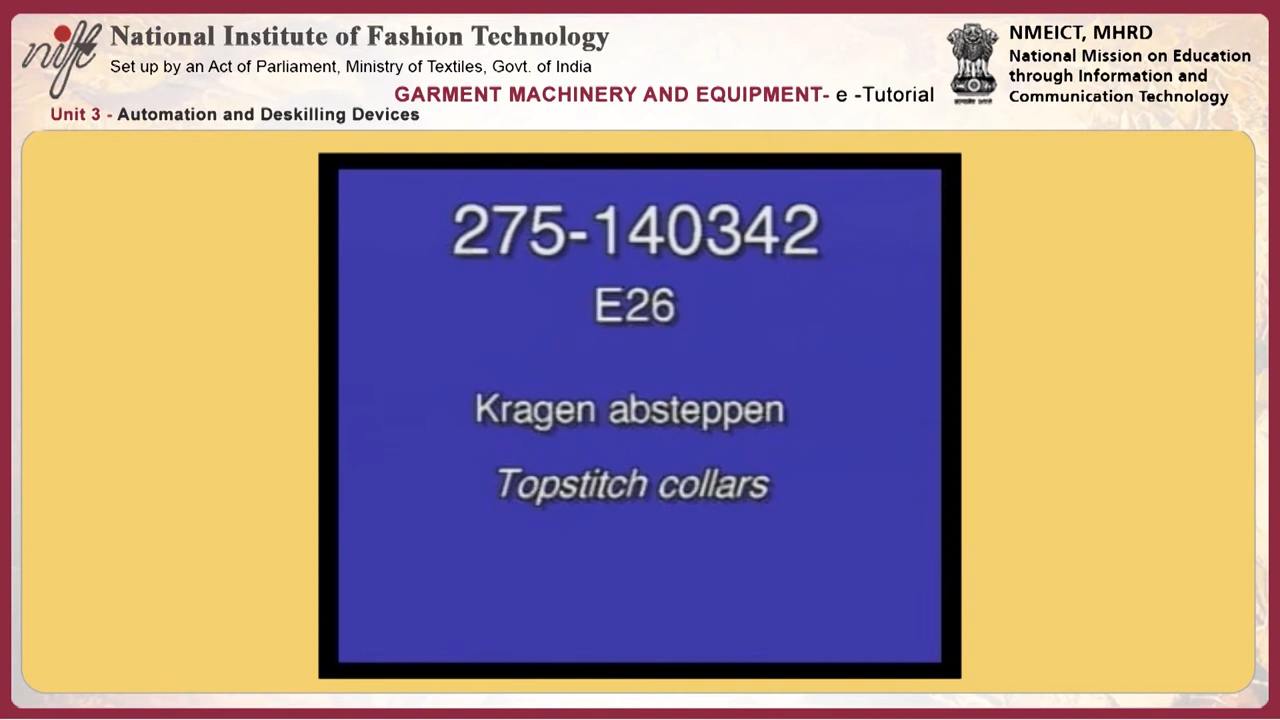 nift
National Institute of Fashion Technology
Set up by an Act of Parliament, Ministry of Textiles, Govt. of India
GARMENT MACHINERY AND EQUIPMENT- e -Tutorial
Unit 3 - Automation and Deskilling Devices
NMEICT, MHRD
National Mission on Education
through Information and
Communication Technology
275-140342
E26
Kragen absteppen
Topstitch collars